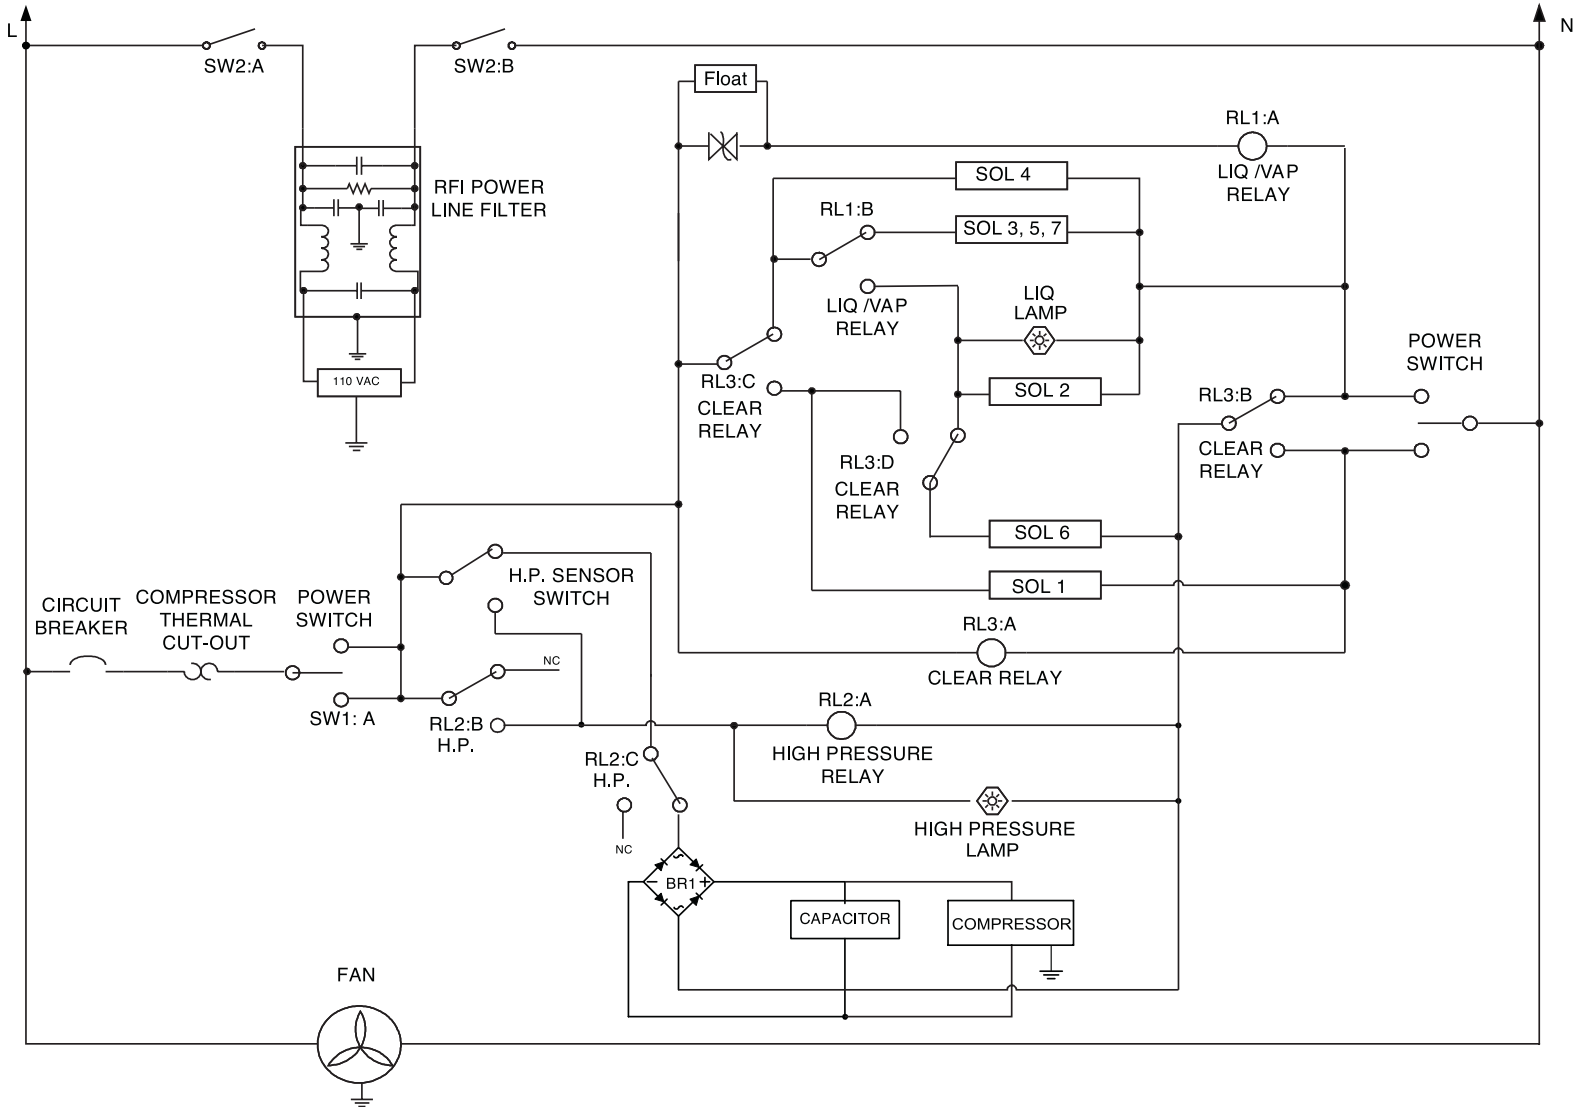 L
N
SW2:A
SW2:B
Float
RL1:A
LIQ /VAP
RELAY
RFI POWER
LINE FILTER
SOL 4
RL1:B
SOL 3, 5, 7
LIQ /VAP
RELAY
LIQ
LAMP
POWER
SWITCH
110 VAC
RL3:C
CLEAR
RELAY
SOL 2
RL3:B
CLEAR
RELAY
RL3:D
CLEAR
RELAY
SOL 6
H.P. SENSOR
SWITCH
SOL 1
CIRCUIT
BREAKER
COMPRESSOR
THERMAL
CUT-OUT
POWER
SWITCH
RL3:A
CLEAR RELAY
NC
SW1: A
RL2:B
H.P.
RL2:A
HIGH PRESSURE
RELAY
RL2:C
H.P.
NC
HIGH PRESSURE
LAMP
− BR1 +
CAPACITOR
COMPRESSOR
FAN